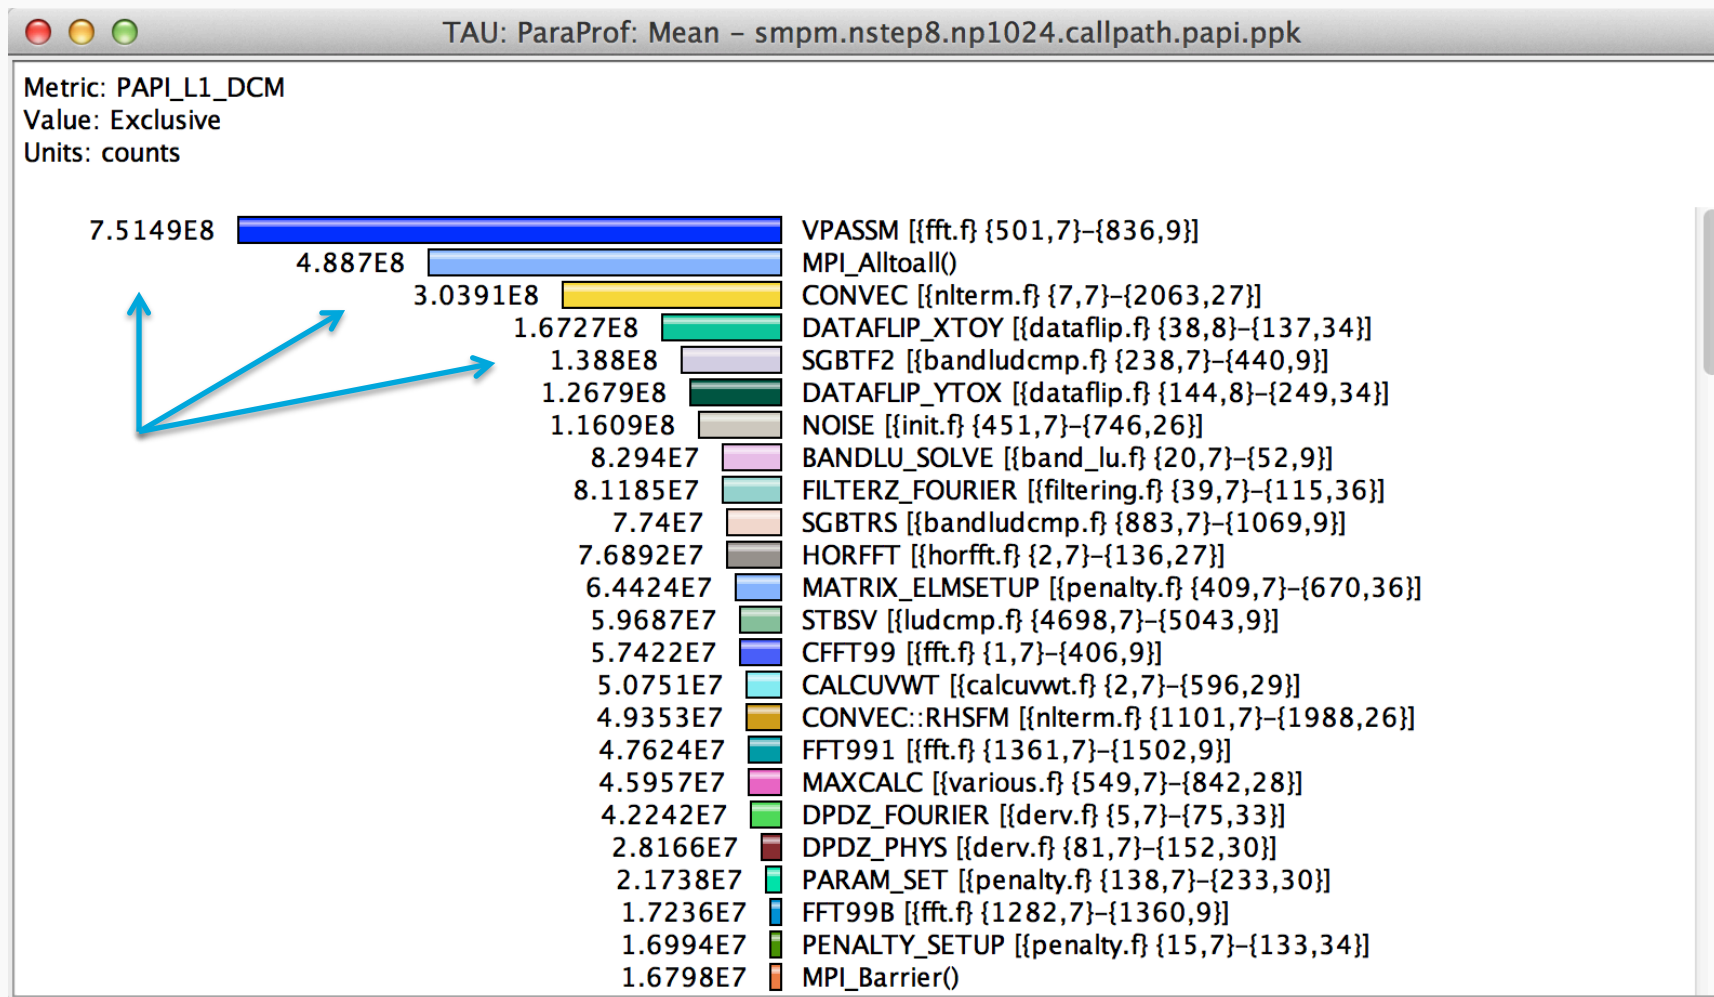 TAU: ParaProf: Mean – smpm.nstep8.np1024.callpath.papi.ppk
Metric: PAPI_L1_DCM
Value: Exclusive
Units: counts
7.5149E8 VPASSM [{fft.f} {501,7}–{836,9}]
4.887E8 MPI_Alltoall()
3.0391E8 CONVEC [{nlterm.f} {7,7}–{2063,27}]
1.6727E8 DATAFLIP_XTOY [{dataflip.f} {38,8}–{137,34}]
1.388E8 SGBTF2 [{bandludcmp.f} {238,7}–{440,9}]
1.2679E8 DATAFLIP_YTOX [{dataflip.f} {144,8}–{249,34}]
1.1609E8 NOISE [{init.f} {451,7}–{746,26}]
8.294E7 BANDLU_SOLVE [{band_lu.f} {20,7}–{52,9}]
8.1185E7 FILTERZ_FOURIER [{filtering.f} {39,7}–{115,36}]
7.74E7 SGBTRS [{bandludcmp.f} {883,7}–{1069,9}]
7.6892E7 HORFFT [{horfft.f} {2,7}–{136,27}]
6.4424E7 MATRIX_ELMSETUP [{penalty.f} {409,7}–{670,36}]
5.9687E7 STBSV [{ludcmp.f} {4698,7}–{5043,9}]
5.7422E7 CFFT99 [{fft.f} {1,7}–{406,9}]
5.0751E7 CALCUVWT [{calcuvwt.f} {2,7}–{596,29}]
4.9353E7 CONVEC::RHSFM [{nlterm.f} {1101,7}–{1988,26}]
4.7624E7 FFT991 [{fft.f} {1361,7}–{1502,9}]
4.5957E7 MAXCALC [{various.f} {549,7}–{842,28}]
4.2242E7 DPDZ_FOURIER [{derv.f} {5,7}–{75,33}]
2.8166E7 DPDZ_PHYS [{derv.f} {81,7}–{152,30}]
2.1738E7 PARAM_SET [{penalty.f} {138,7}–{233,30}]
1.7236E7 FFT99B [{fft.f} {1282,7}–{1360,9}]
1.6994E7 PENALTY_SETUP [{penalty.f} {15,7}–{133,34}]
1.6798E7 MPI_Barrier()